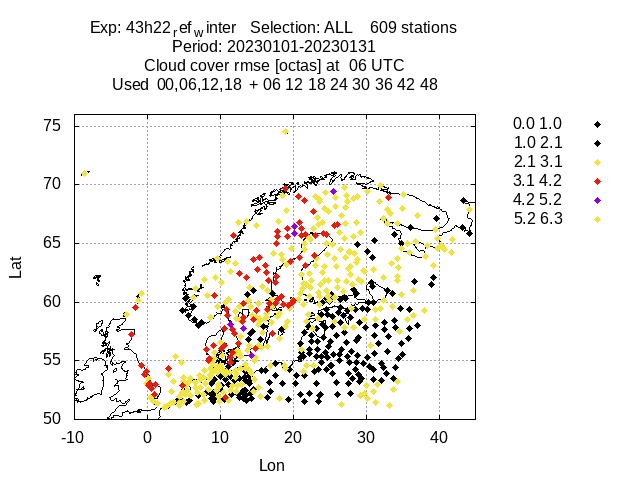 Exp: 43h22_ref_winter Selection: ALL 609 stations
Period: 20230101-20230131
Cloud cover rmse [octas] at 06 UTC
Used 00,06,12,18 + 06 12 18 24 30 36 42 48
0.0 1.0
1.0 2.1
2.1 3.1
3.1 4.2
4.2 5.2
5.2 6.3
75
70
65
60
55
50
Lat
-10 0 10 20 30 40
Lon